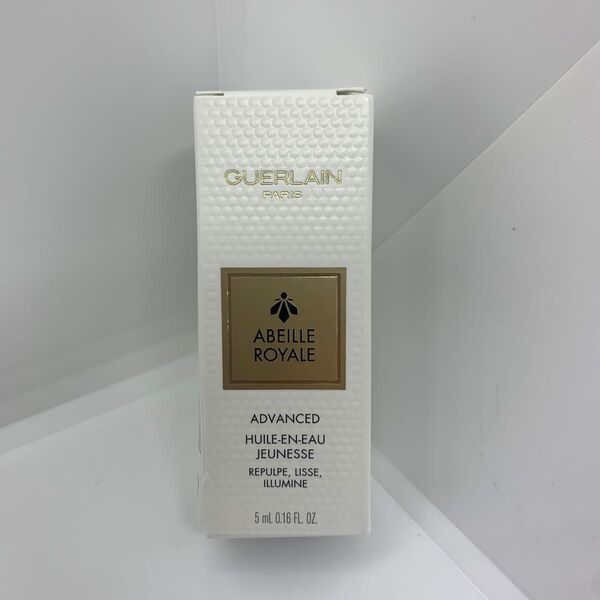 GUERLAIN
PARIS
ABEILLE
ROYALE
ADVANCED
HUILE-EN-EAU
JEUNESSE
REPULPE, LISSE,
ILLUMINE
5 mL 0.16 FL. OZ.